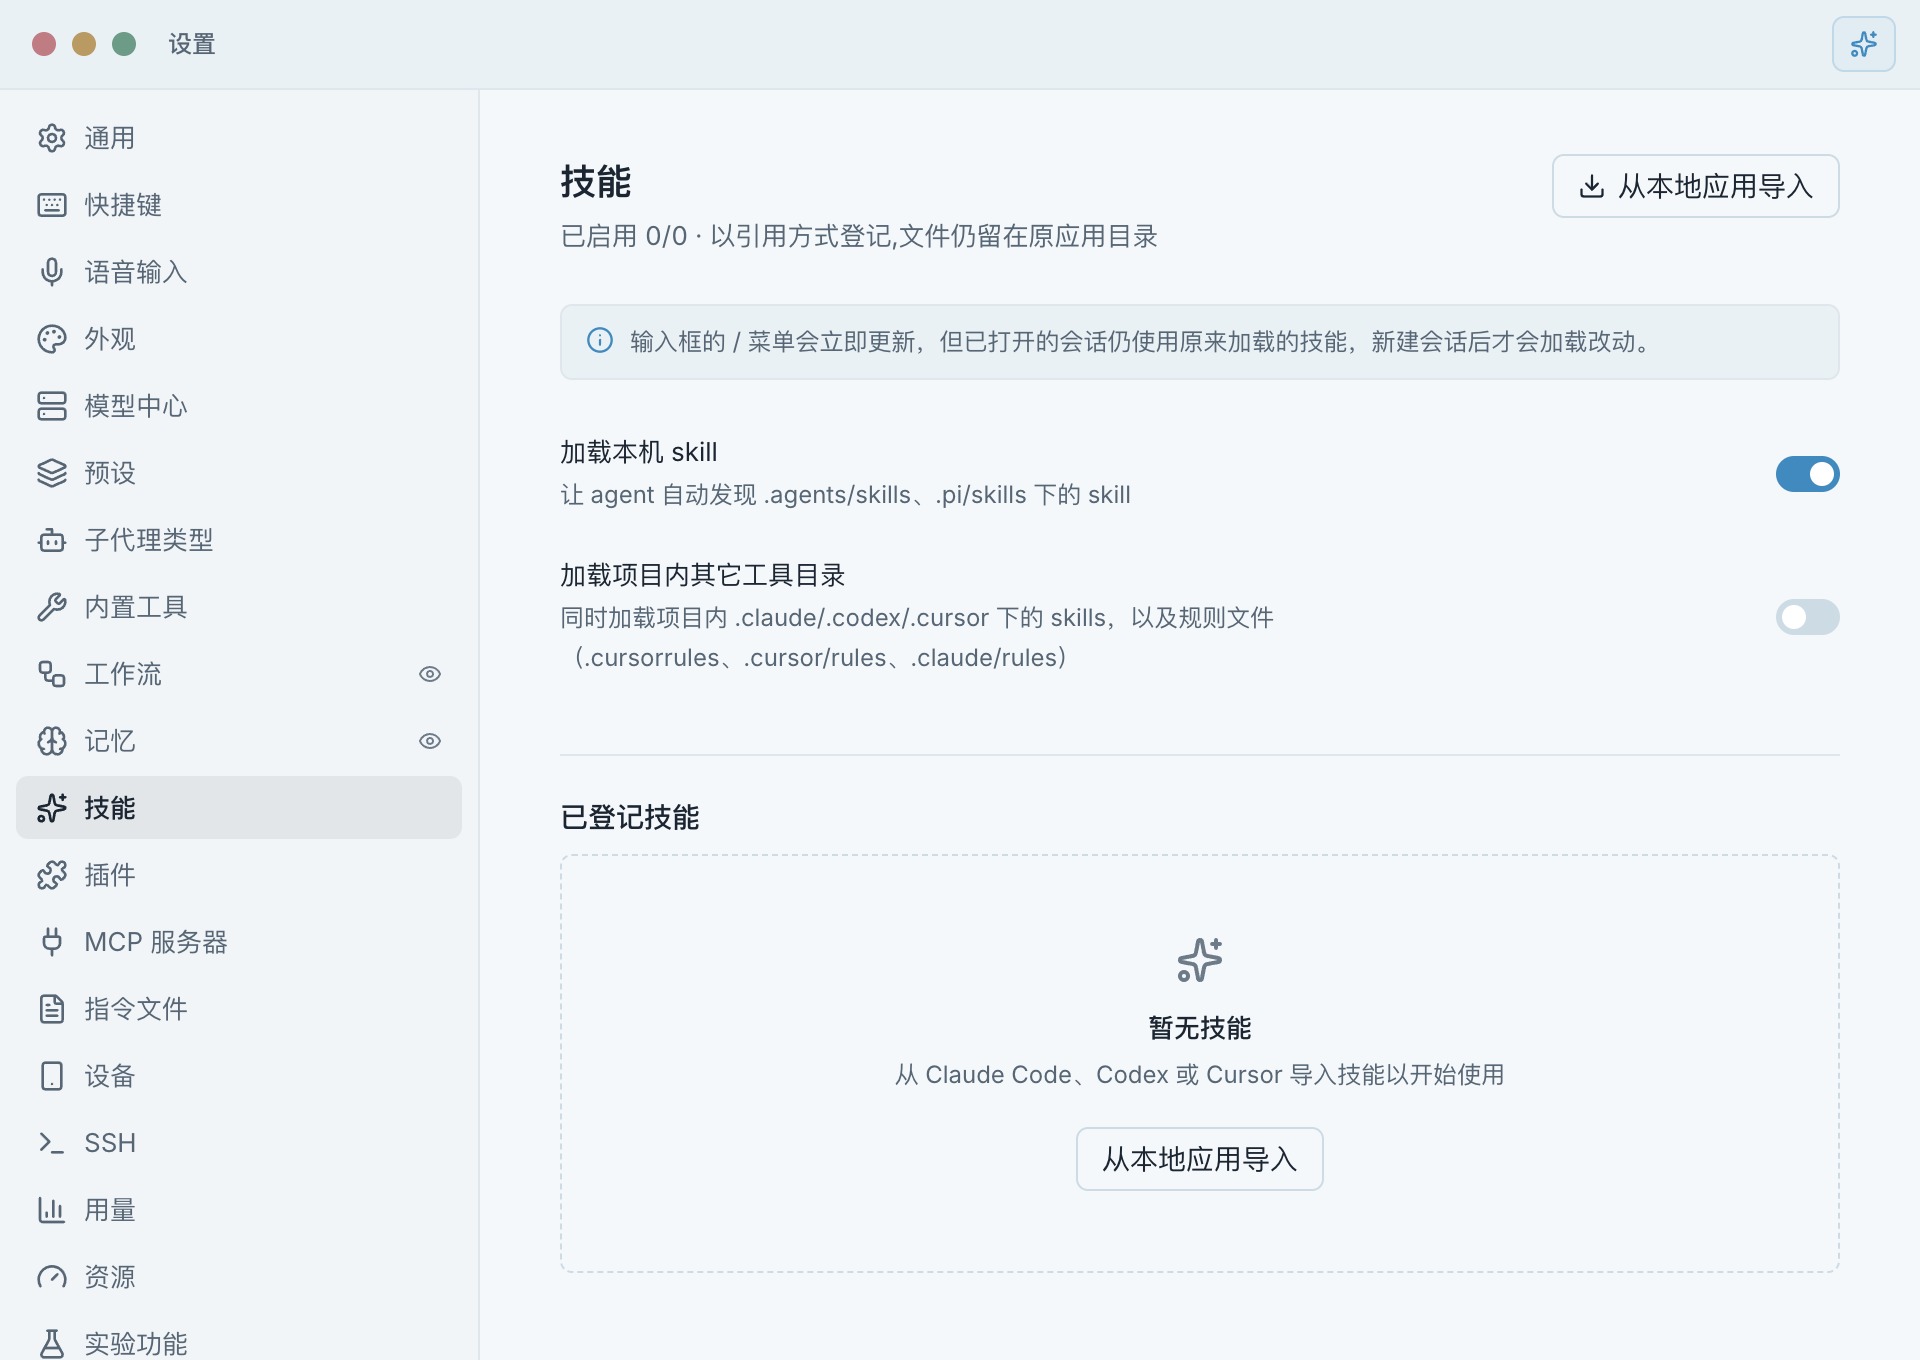 设置
通用
快捷键
语音输入
外观
模型中心
预设
子代理类型
内置工具
工作流
记忆
技能
插件
MCP 服务器
指令文件
设备
SSH
用量
资源
实验功能
技能
从本地应用导入
已启用 0/0 · 以引用方式登记,文件仍留在原应用目录
输入框的 / 菜单会立即更新，但已打开的会话仍使用原来加载的技能，新建会话后才会加载改动。
加载本机 skill
让 agent 自动发现 .agents/skills、.pi/skills 下的 skill
加载项目内其它工具目录
同时加载项目内 .claude/.codex/.cursor 下的 skills，以及规则文件
（.cursorrules、.cursor/rules、.claude/rules）
已登记技能
暂无技能
从 Claude Code、Codex 或 Cursor 导入技能以开始使用
从本地应用导入